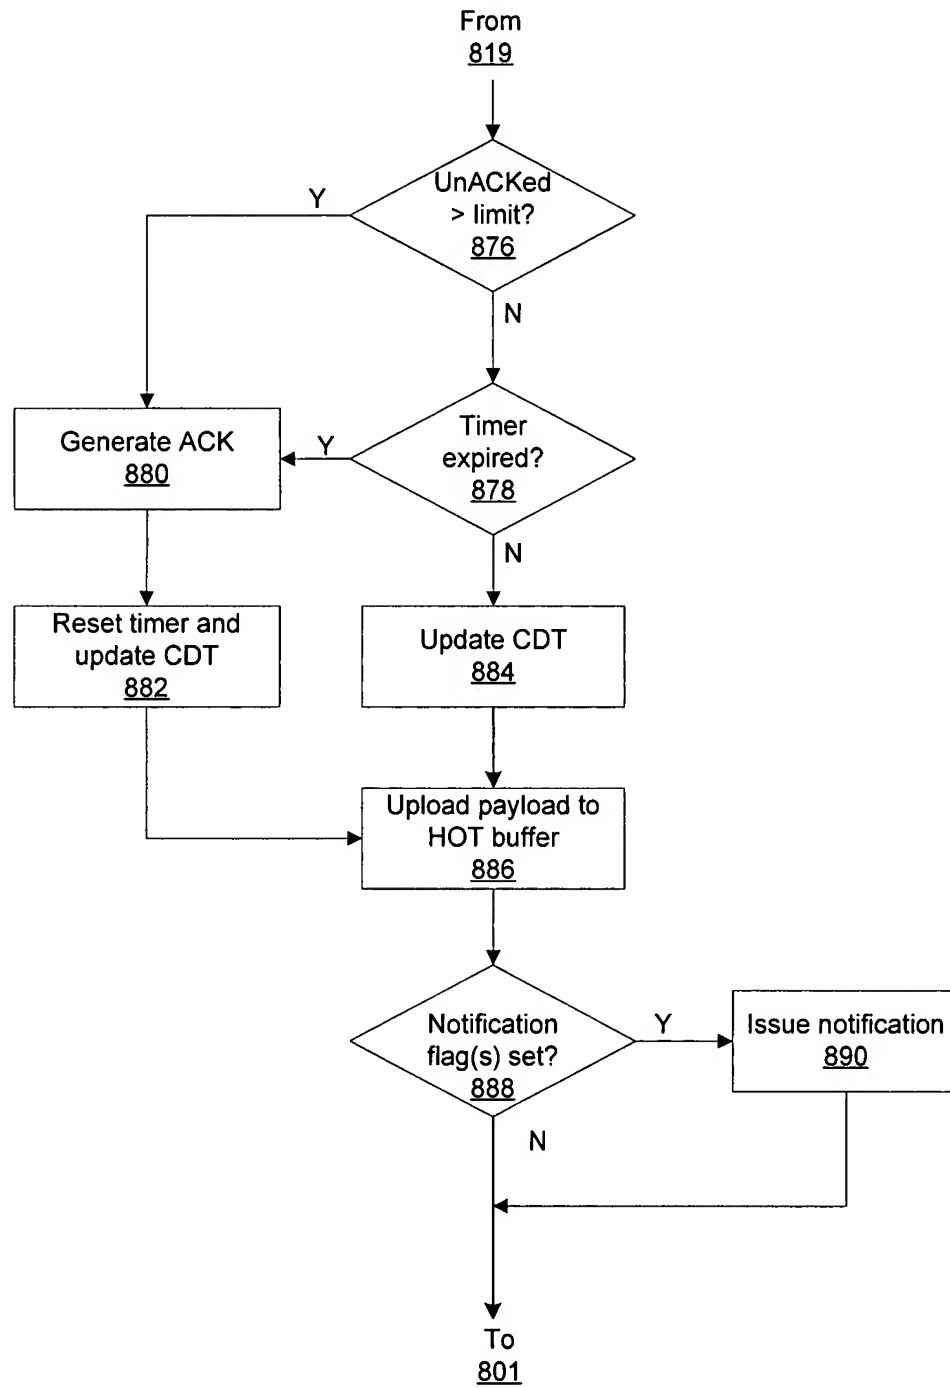 From
819
UnACKed
> limit?
876
Y
N
Generate ACK
880
Y
Timer
expired?
878
N
Reset timer and
update CDT
882
Update CDT
884
Upload payload to
HOT buffer
886
Notification
flag(s) set?
888
Y
Issue notification
890
N
To
801